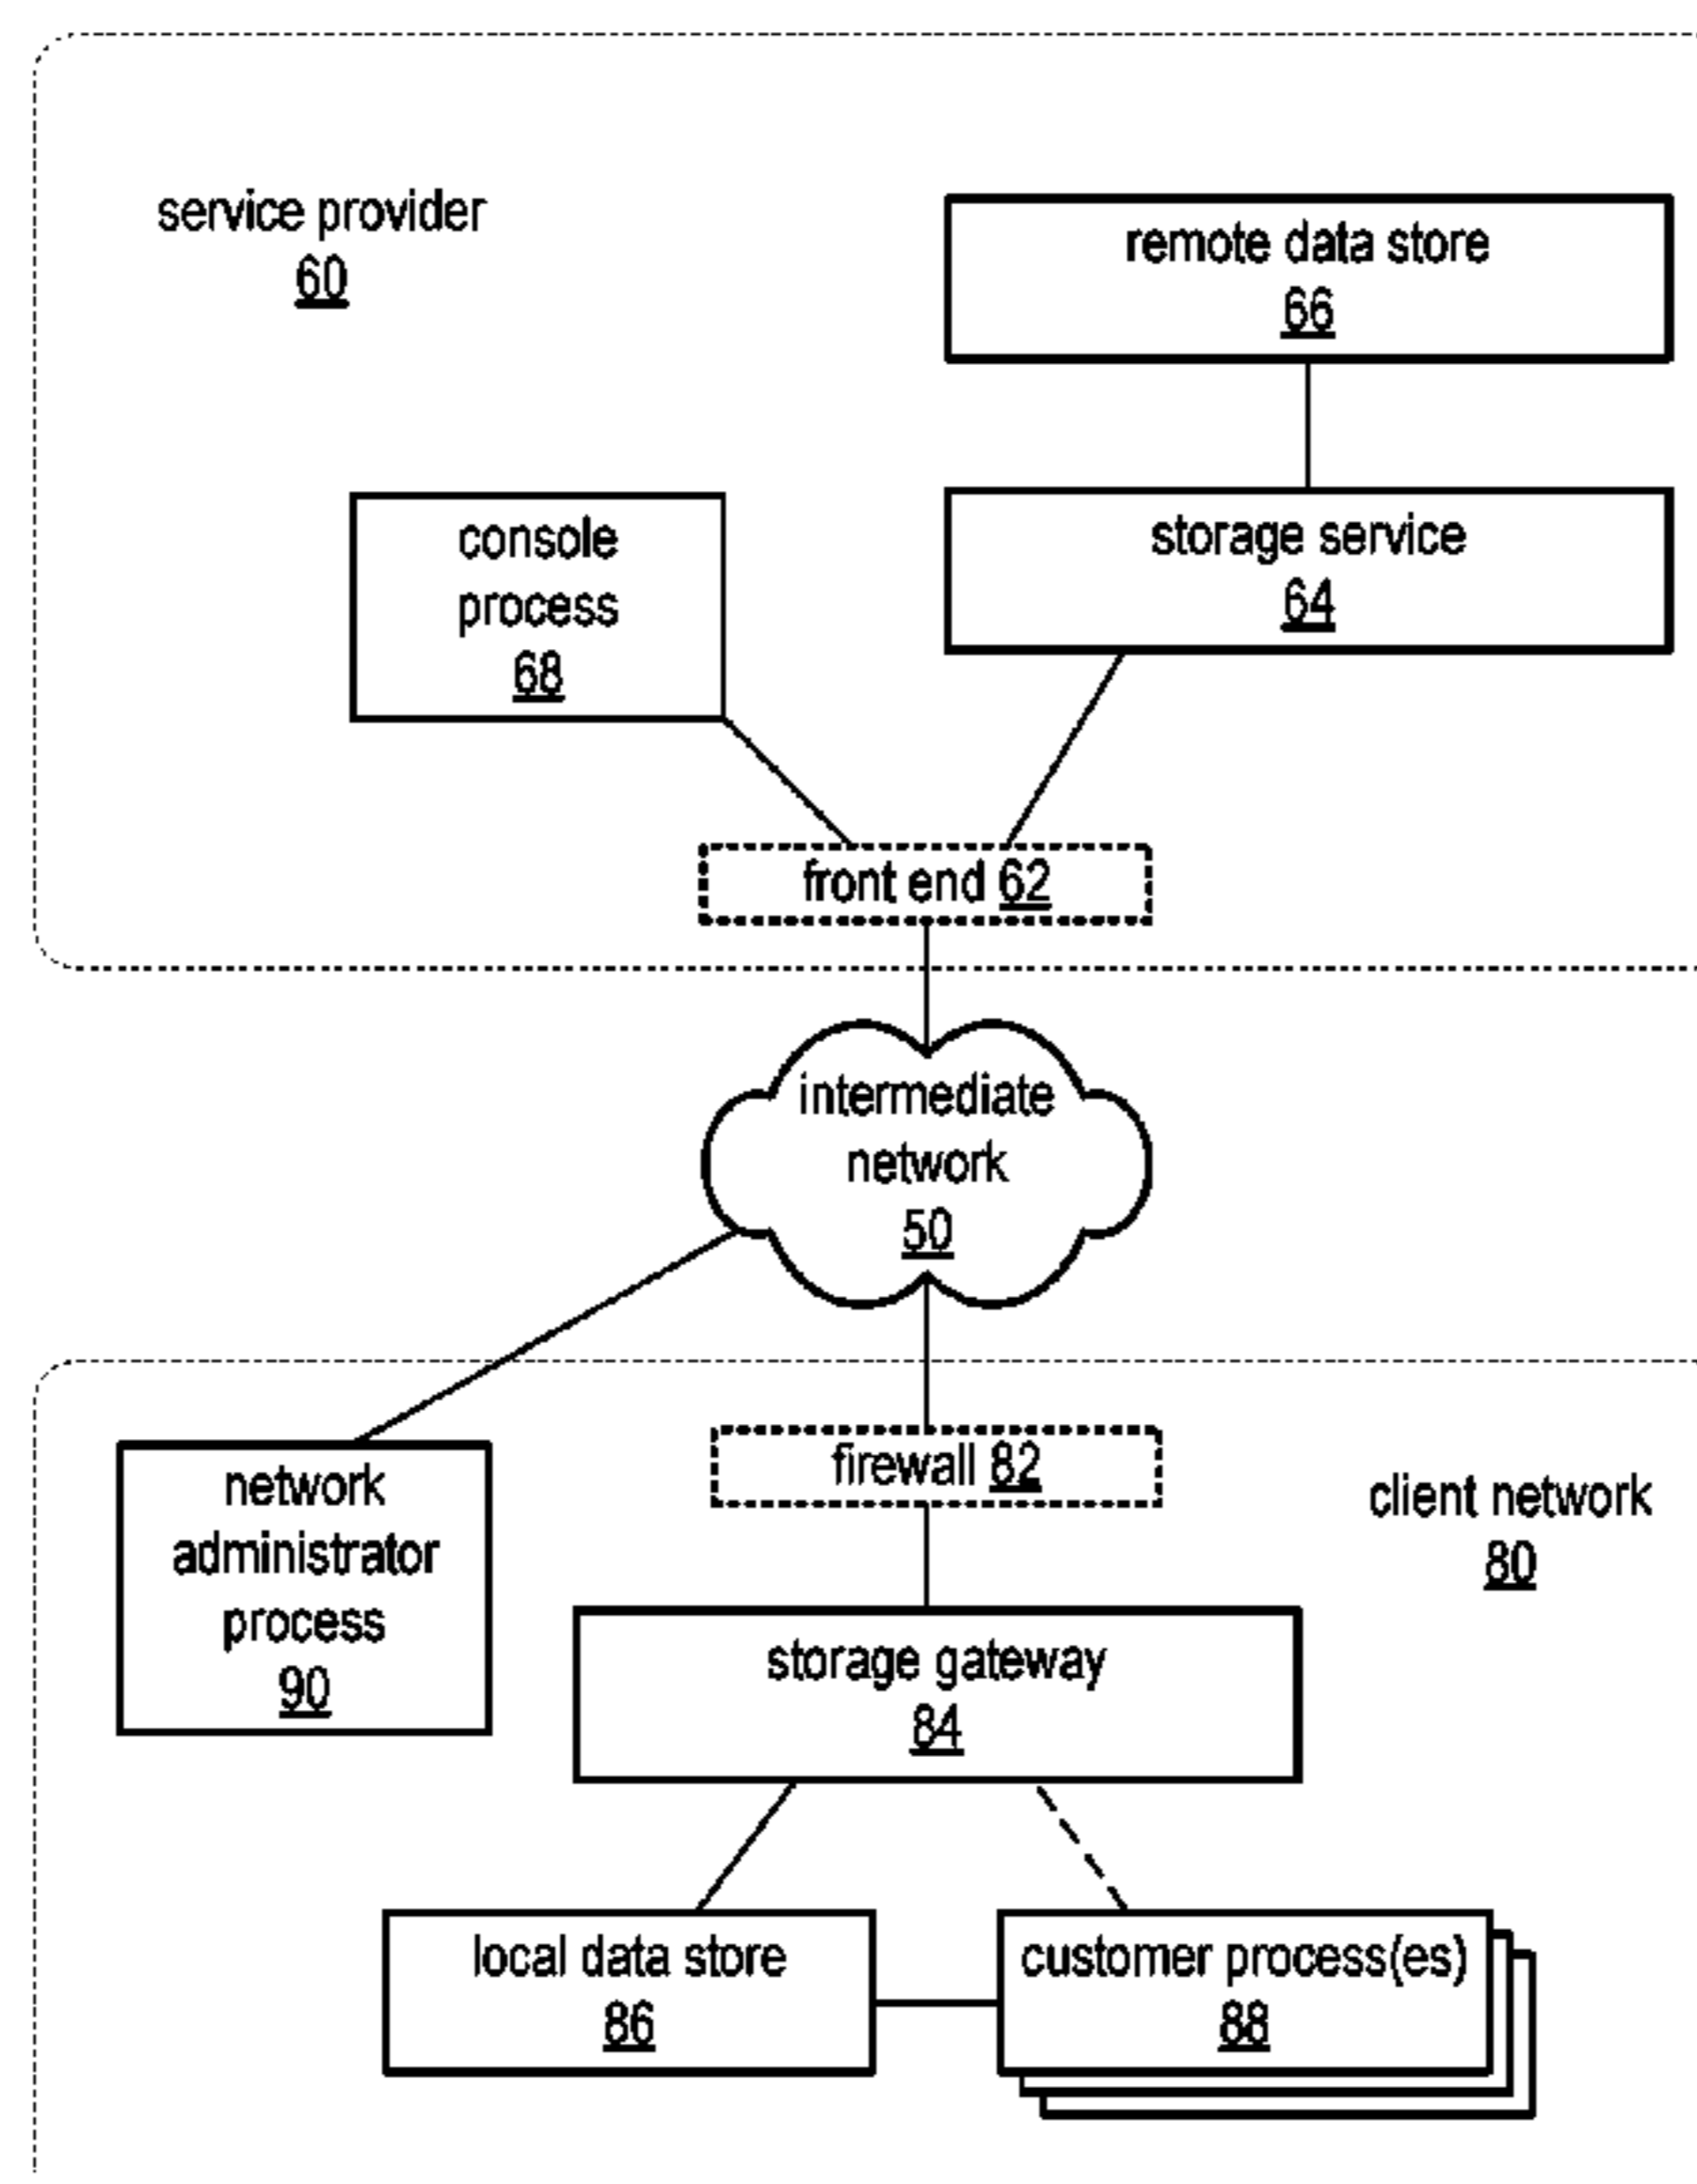 service provider
60
remote data store
66
console
process
68
storage service
64
front end 62
intermediate
network
50
network
administrator
process
90
firewall 82
client network
80
storage gateway
84
local data store
86
customer process(es)
88